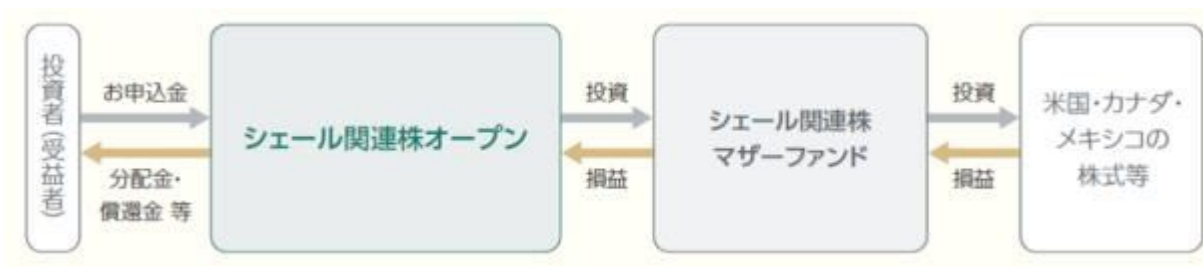 投資者(受益者)
お申込金
分配金・
償還金 等
シェール関連株オープン
投資
損益
シェール関連株
マザーファンド
投資
損益
米国・カナダ・
メキシコの
株式等